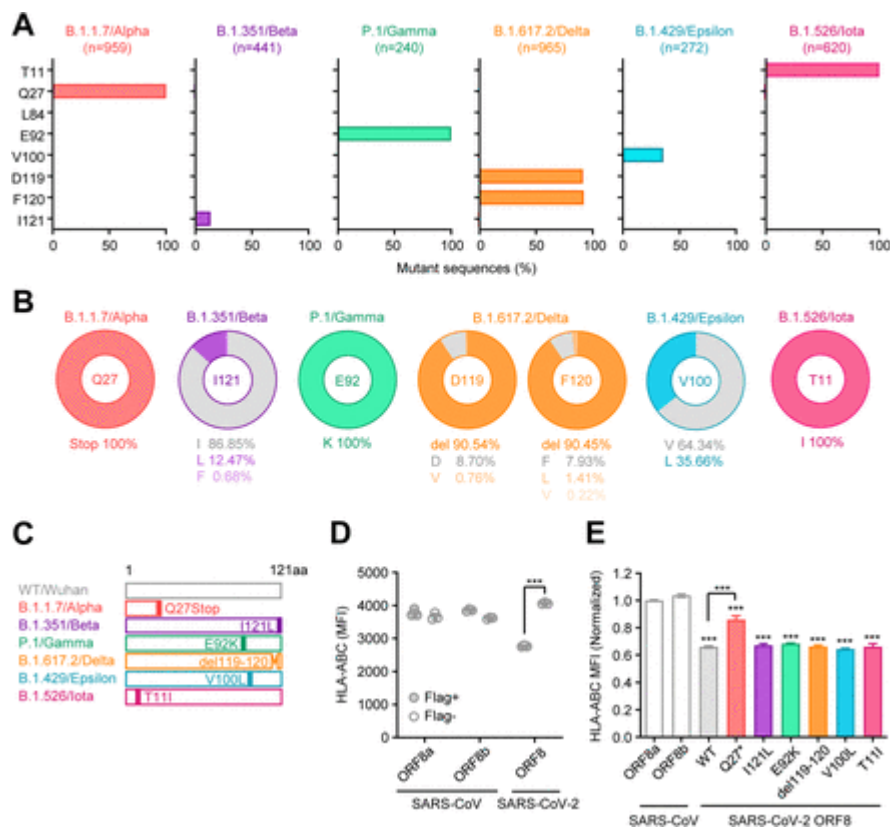 A
B.1.1.7/Alpha B.1.351/Beta P.1/Gamma B.1.617.2/Delta B.1.429/Epsilon B.1.526/Iota
(n=959) (n=441) (n=240) (n=965) (n=272) (n=620)
T11
Q27
L84
E92
V100
D119
F120
I121
0 100 0 100 0 100 0 100 0 100 0 100
Mutant sequences (%)
B
B.1.1.7/Alpha B.1.351/Beta P.1/Gamma B.1.617.2/Delta B.1.429/Epsilon B.1.526/Iota
Q27 I121 E92 D119 F120 V100 T11
Stop 100% I 86.85% K 100% del 90.54% del 90.45% V 64.34% I 100%
L 12.47% D 8.70% F 7.93% L 35.66%
F 0.68% V 0.76% L 1.41%
V 0.22%
C
1 121aa
WT/Wuhan
B.1.1.7/Alpha Q27Stop
B.1.351/Beta I121L
P.1/Gamma E92K
B.1.617.2/Delta del119-120
B.1.429/Epsilon V100L
B.1.526/Iota T11I
D
HLA-ABC (MFI)
5000
4000
3000
2000
1000
0
***
Flag+
Flag-
ORF8a ORF8b ORF8
SARS-CoV SARS-CoV-2
E
HLA-ABC MFI (Normalized)
1.2
1.0
0.8
0.6
0.4
0.2
0.0
***
*** *** *** *** *** *** ***
ORF8a ORF8b WT Q27* I121L E92K del119-120 V100L T11I
SARS-CoV SARS-CoV-2 ORF8